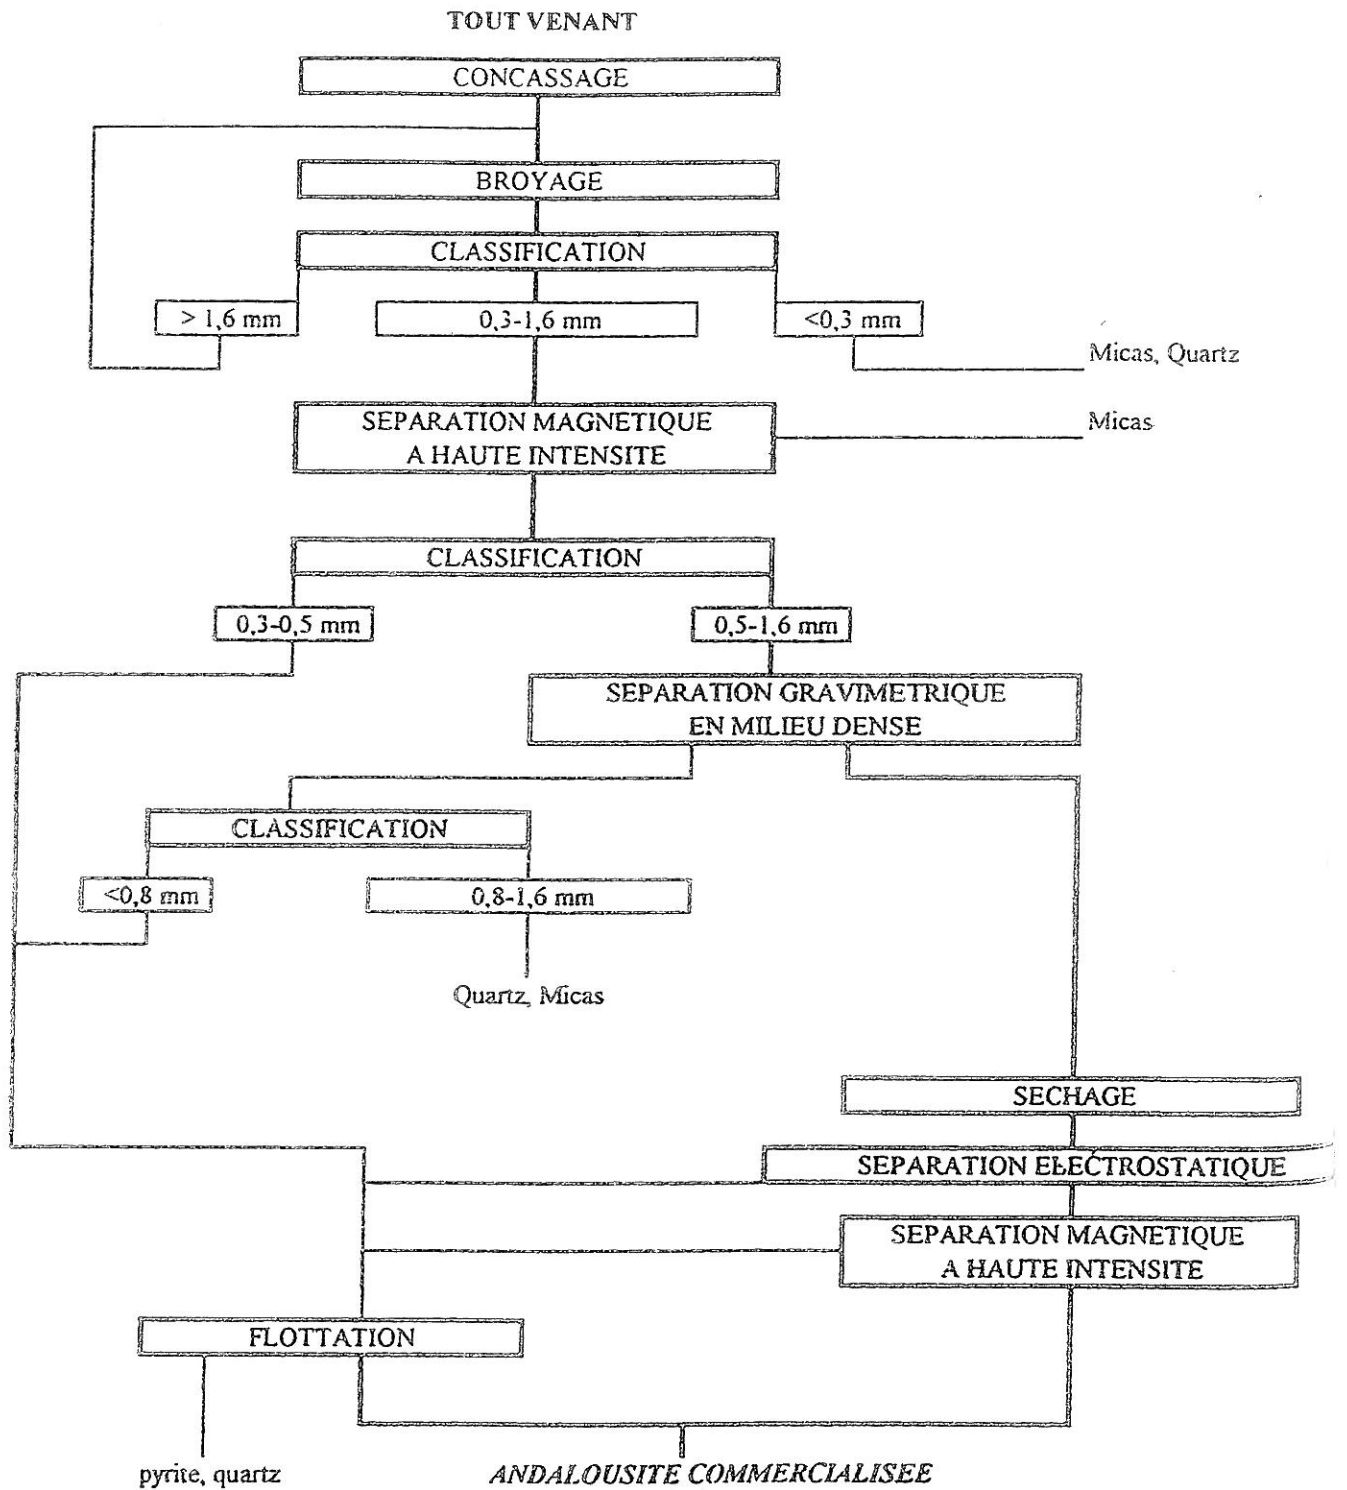 TOUT VENANT
CONCASSAGE
BROYAGE
CLASSIFICATION
> 1,6 mm
0,3-1,6 mm
<0,3 mm
Micas, Quartz
SEPARATION MAGNETIQUE
A HAUTE INTENSITE
Micas
CLASSIFICATION
0,3-0,5 mm
0,5-1,6 mm
SEPARATION GRAVIMETRIQUE
EN MILIEU DENSE
CLASSIFICATION
<0,8 mm
0,8-1,6 mm
Quartz, Micas
SECHAGE
SEPARATION ELECTROSTATIQUE
SEPARATION MAGNETIQUE
A HAUTE INTENSITE
FLOTTATION
pyrite, quartz
ANDALOUSITE COMMERCIALISEE